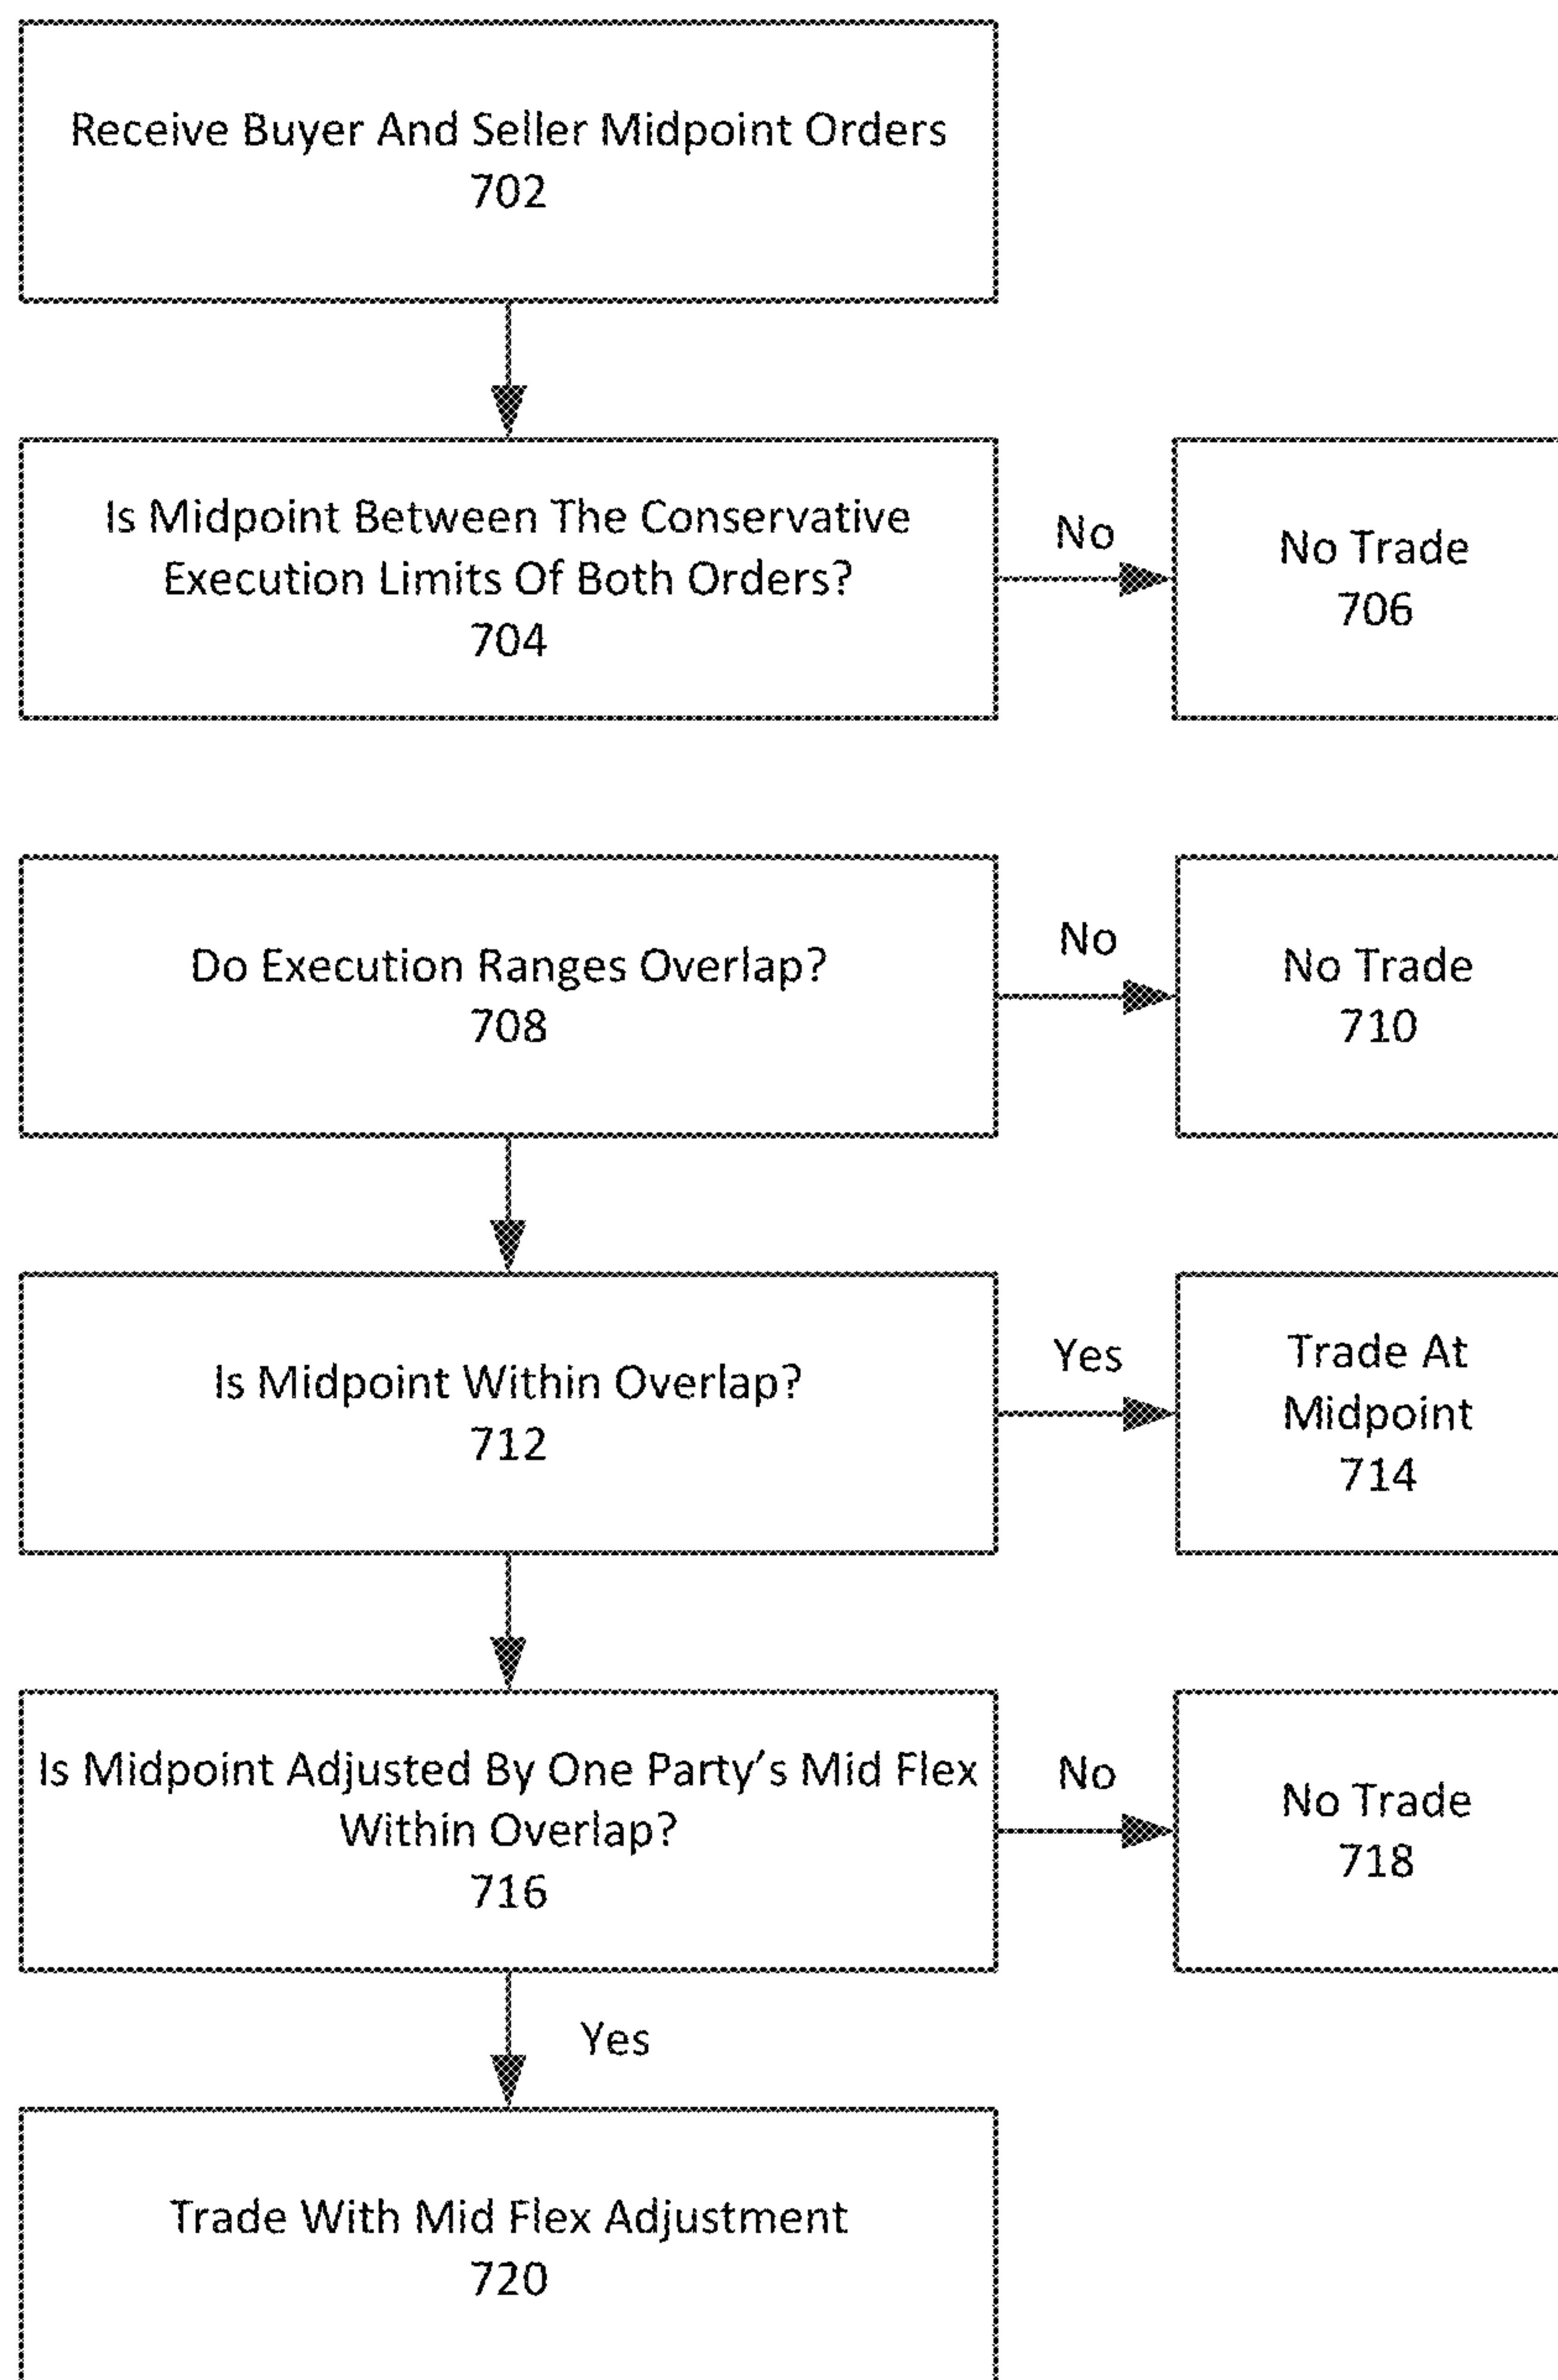 Receive Buyer And Seller Midpoint Orders
702
Is Midpoint Between The Conservative
Execution Limits Of Both Orders?
704
No
No Trade
706
Do Execution Ranges Overlap?
708
No
No Trade
710
Is Midpoint Within Overlap?
712
Yes
Trade At
Midpoint
714
Is Midpoint Adjusted By One Party's Mid Flex
Within Overlap?
716
No
No Trade
718
Yes
Trade With Mid Flex Adjustment
720